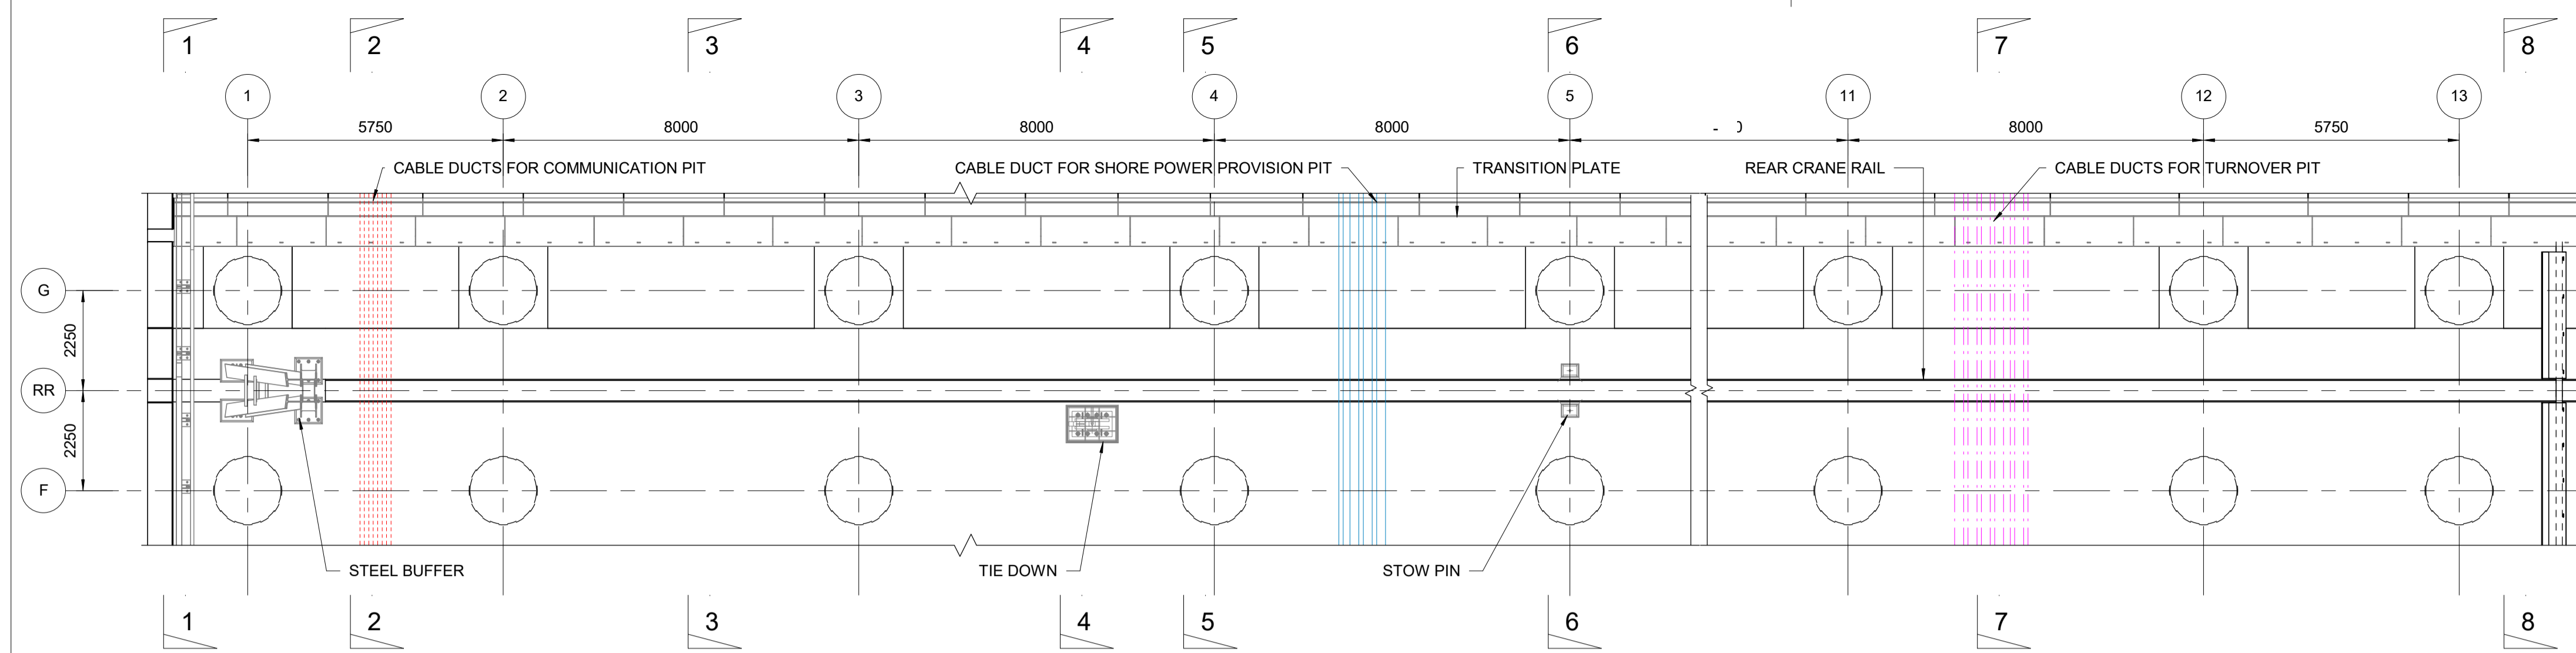 1 2 3 4 5 6 7 8
1 2 3 4 5 11 12 13
5750 8000 8000 8000 8000 5750
CABLE DUCTS FOR COMMUNICATION PIT
CABLE DUCT FOR SHORE POWER PROVISION PIT
TRANSITION PLATE
REAR CRANE RAIL
CABLE DUCTS FOR TURNOVER PIT
G
2250
RR
2250
F
STEEL BUFFER
TIE DOWN
STOW PIN
1 2 3 4 5 6 7 8